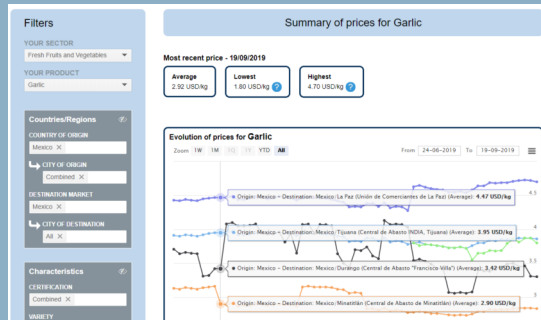 Filters
YOUR SECTOR
Fresh Fruits and Vegetables
YOUR PRODUCT
Garlic
Countries/Regions
COUNTRY OF ORIGIN
Mexico ×
CITY OF ORIGIN
Combined ×
DESTINATION MARKET
Mexico ×
CITY OF DESTINATION
All ×
Characteristics
CERTIFICATION
Combined ×
VARIETY
Summary of prices for Garlic
Most recent price - 19/09/2019
Average
2.92 USD/kg
Lowest
1.80 USD/kg ?
Highest
4.70 USD/kg ?
Evolution of prices for Garlic
Zoom 1W 1M YTD All From 24-06-2019 To 19-09-2019
4.5
Origin: Mexico – Destination: Mexico/La Paz (Unión de Comerciantes de La Paz) (Average): 4.47 USD/kg
4
Origin: Mexico – Destination: Mexico/Tijuana (Central de Abasto INDIA, Tijuana) (Average): 3.95 USD/kg
3.5
Origin: Mexico – Destination: Mexico/Durango (Central de Abasto "Francisco Villa") (Average): 3.42 USD/kg
3
Origin: Mexico – Destination: Mexico/Minatitlán (Central de Abasto de Minatitlán) (Average): 2.90 USD/kg